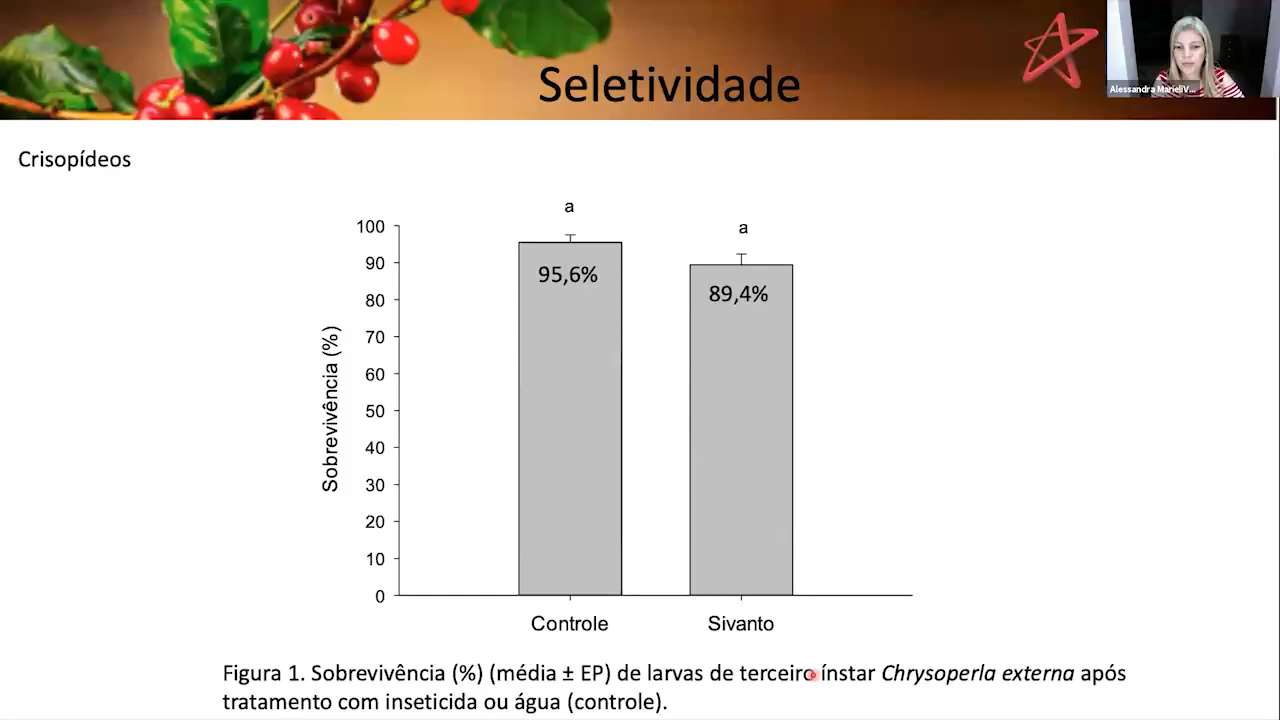 Seletividade
Alessandra MarieliV...
Crisopídeos
a
a
100
90
80
70
60
50
40
30
20
10
0
95,6%
89,4%
Sobrevivência (%)
Controle
Sivanto
Figura 1. Sobrevivência (%) (média ± EP) de larvas de terceiro ínstar Chrysoperla externa após
tratamento com inseticida ou água (controle).